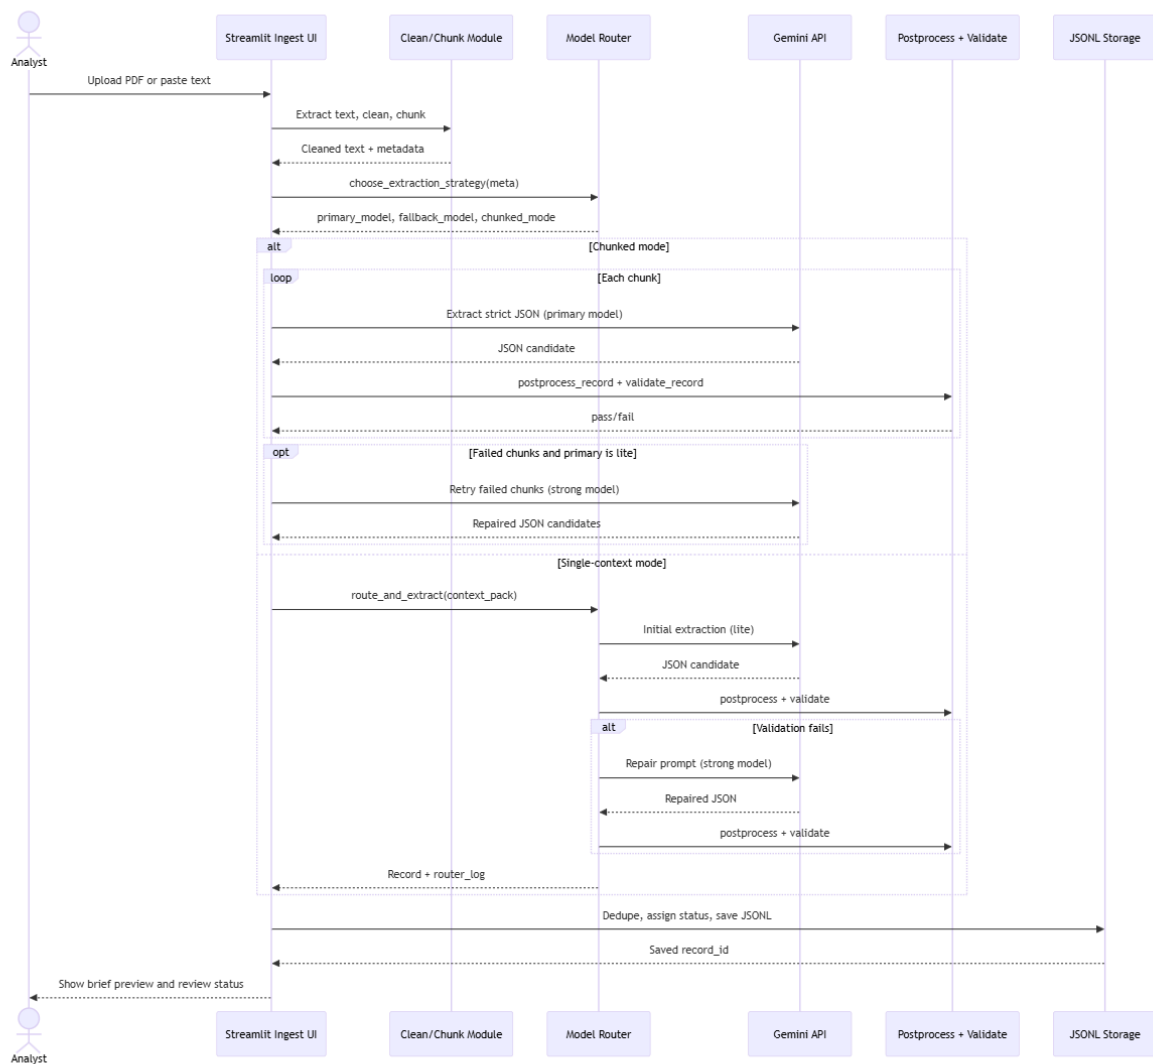 Streamlit Ingest UI
Clean/Chunk Module
Model Router
Gemini API
Postprocess + Validate
JSONL Storage
Analyst
Upload PDF or paste text
Extract text, clean, chunk
Cleaned text + metadata
choose_extraction_strategy(meta)
primary_model, fallback_model, chunked_mode
alt
[Chunked mode]
loop
[Each chunk]
Extract strict JSON (primary model)
JSON candidate
postprocess_record + validate_record
pass/fail
opt
[Failed chunks and primary is lite]
Retry failed chunks (strong model)
Repaired JSON candidates
[Single-context mode]
route_and_extract(context_pack)
Initial extraction (lite)
JSON candidate
postprocess + validate
alt
[Validation fails]
Repair prompt (strong model)
Repaired JSON
postprocess + validate
Record + router_log
Dedupe, assign status, save JSONL
Saved record_id
Show brief preview and review status
Streamlit Ingest UI
Clean/Chunk Module
Model Router
Gemini API
Postprocess + Validate
JSONL Storage
Analyst